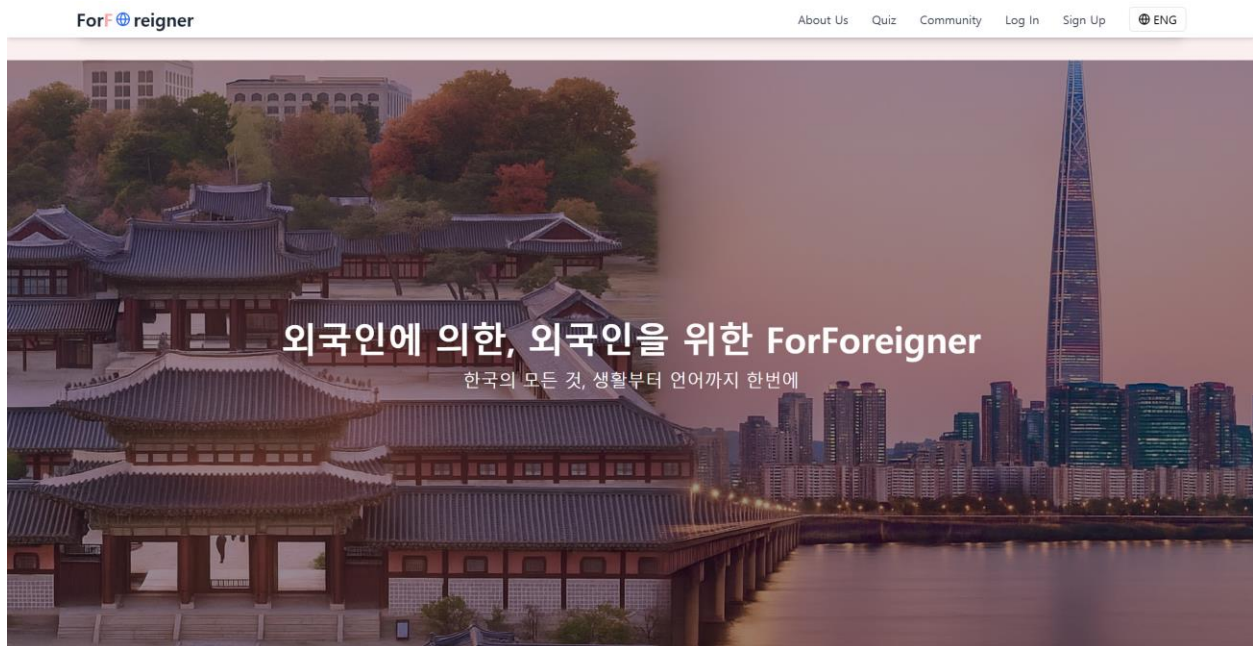 ForForeigner About Us Quiz Community Log In Sign Up ENG
외국인에 의한, 외국인을 위한 ForForeigner
한국의 모든 것, 생활부터 언어까지 한번에